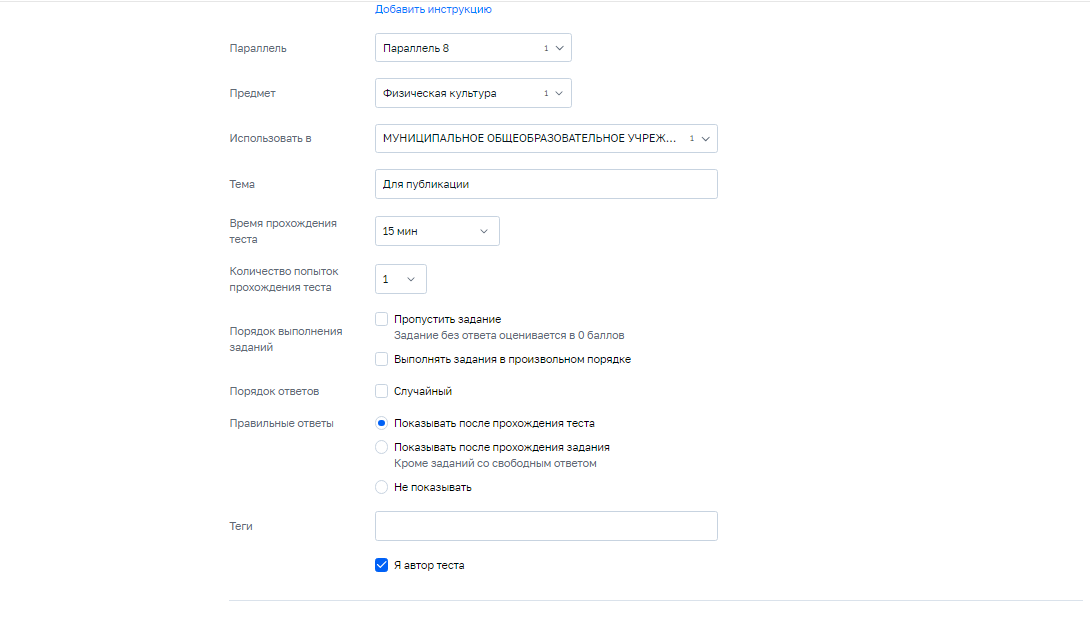 Добавить инструкцию
Параллель
Параллель 8
1
Предмет
Физическая культура
1
Использовать в
МУНИЦИПАЛЬНОЕ ОБЩЕОБРАЗОВАТЕЛЬНОЕ УЧРЕЖ...
1
Тема
Для публикации
Время прохождения
теста
15 мин
Количество попыток
прохождения теста
1
Порядок выполнения
заданий
Пропустить задание
Задание без ответа оценивается в 0 баллов
Выполнять задания в произвольном порядке
Порядок ответов
Случайный
Правильные ответы
Показывать после прохождения теста
Показывать после прохождения задания
Кроме заданий со свободным ответом
Не показывать
Теги
Я автор теста